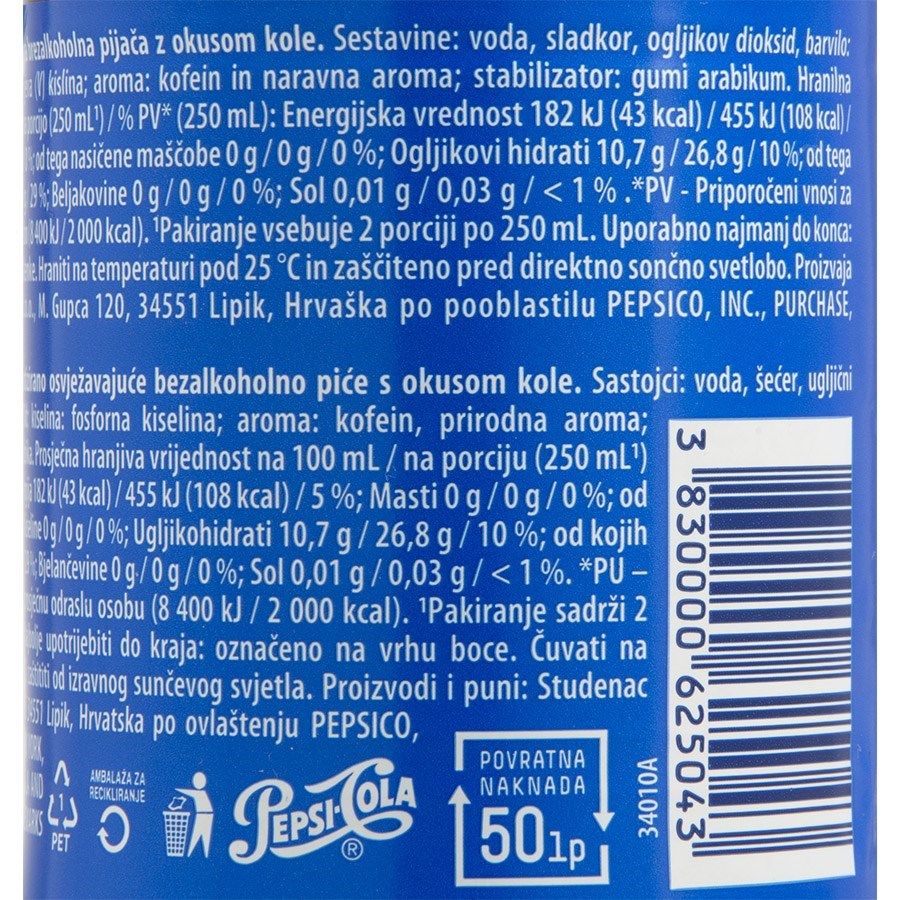 brezalkoholna pijača z okusom kole. Sestavine: voda, sladkor, ogljikov dioksid, barvilo:
(V) kislina; aroma: kofein in naravna aroma; stabilizator: gumi arabikum. Hranilna
(250 mL¹) / % PV* (250 mL): Energijska vrednost 182 kJ (43 kcal) / 455 kJ (108 kcal) /
%; od tega nasičene maščobe 0 g / 0 g / 0 %; Ogljikovi hidrati 10,7 g / 26,8 g / 10 %; od tega
29 %; Beljakovine 0 g / 0 g / 0 %; Sol 0,01 g / 0,03 g / < 1 % .*PV - Priporočeni vnosi za
(8 400 kJ / 2 000 kcal). ¹Pakiranje vsebuje 2 porciji po 250 mL. Uporabno najmanj do konca:
Hraniti na temperaturi pod 25 °C in zaščiteno pred direktno sončno svetlobo. Proizvaja
M. Gupca 120, 34551 Lipik, Hrvaška po pooblastilu PEPSICO, INC., PURCHASE,
osvježavajuće bezalkoholno piće s okusom kole. Sastojci: voda, šećer, ugljični
kiselina: fosforna kiselina; aroma: kofein, prirodna aroma;
Prosječna hranjiva vrijednost na 100 mL / na porciju (250 mL¹)
182 kJ (43 kcal) / 455 kJ (108 kcal) / 5 %; Masti 0 g / 0 g / 0 %; od
0 g / 0 g / 0 %; Ugljikohidrati 10,7 g / 26,8 g / 10 %; od kojih
%; Bjelančevine 0 g / 0 g / 0 %; Sol 0,01 g / 0,03 g / < 1 %. *PU –
odraslu osobu (8 400 kJ / 2 000 kcal). ¹Pakiranje sadrži 2
upotrijebiti do kraja: označeno na vrhu boce. Čuvati na
od izravnog sunčevog svjetla. Proizvodi i puni: Studenac
34551 Lipik, Hrvatska po ovlaštenju PEPSICO,
1
PET
AMBALAŽA ZA
RECIKLIRANJE
PEPSI-COLA
®
POVRATNA
NAKNADA
50 lp
34010A
3 830000 625043